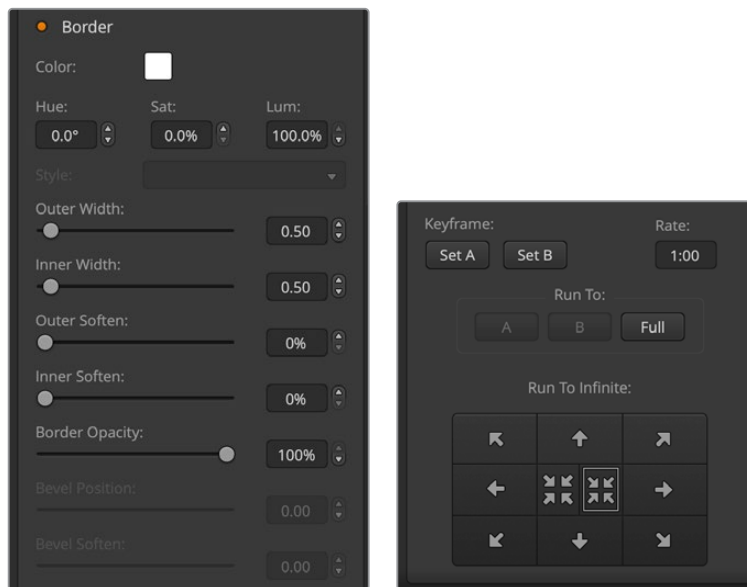 Border
Color:
Hue: Sat: Lum:
0.0° 0.0% 100.0%
Style:
Outer Width:
0.50
Inner Width:
0.50
Outer Soften:
0%
Inner Soften:
0%
Border Opacity:
100%
Bevel Position:
0.00
Bevel Soften:
0.00
Keyframe: Rate:
Set A Set B 1:00
Run To:
A B Full
Run To Infinite: